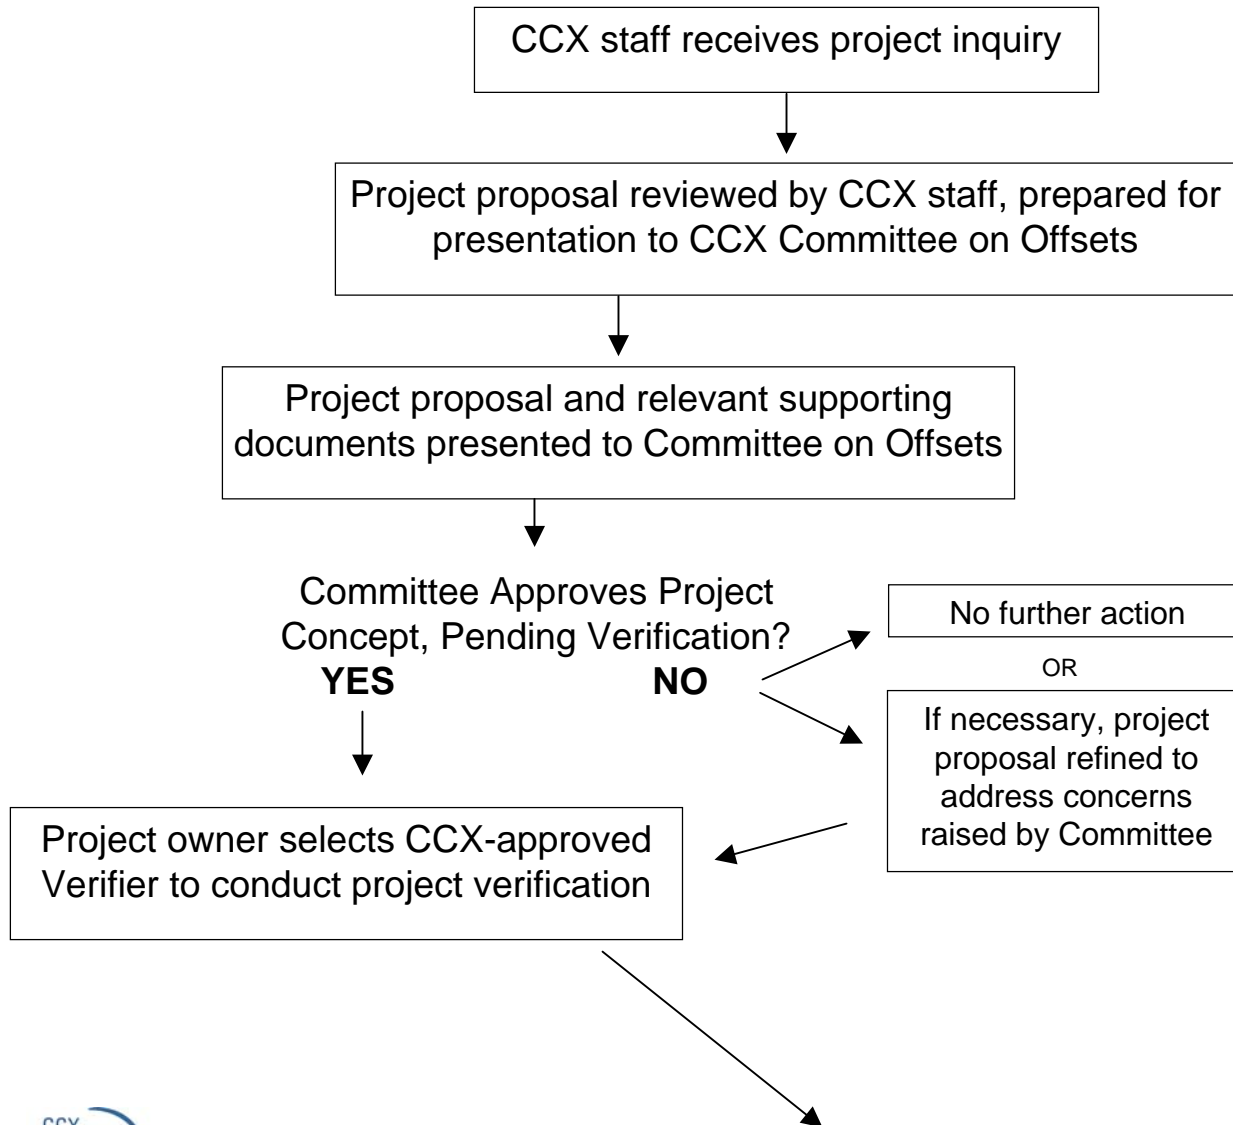 CCX staff receives project inquiry
Project proposal reviewed by CCX staff, prepared for
presentation to CCX Committee on Offsets
Project proposal and relevant supporting
documents presented to Committee on Offsets
Committee Approves Project
Concept, Pending Verification?
YES NO
No further action
OR
If necessary, project
proposal refined to
address concerns
raised by Committee
Project owner selects CCX-approved
Verifier to conduct project verification
CCX